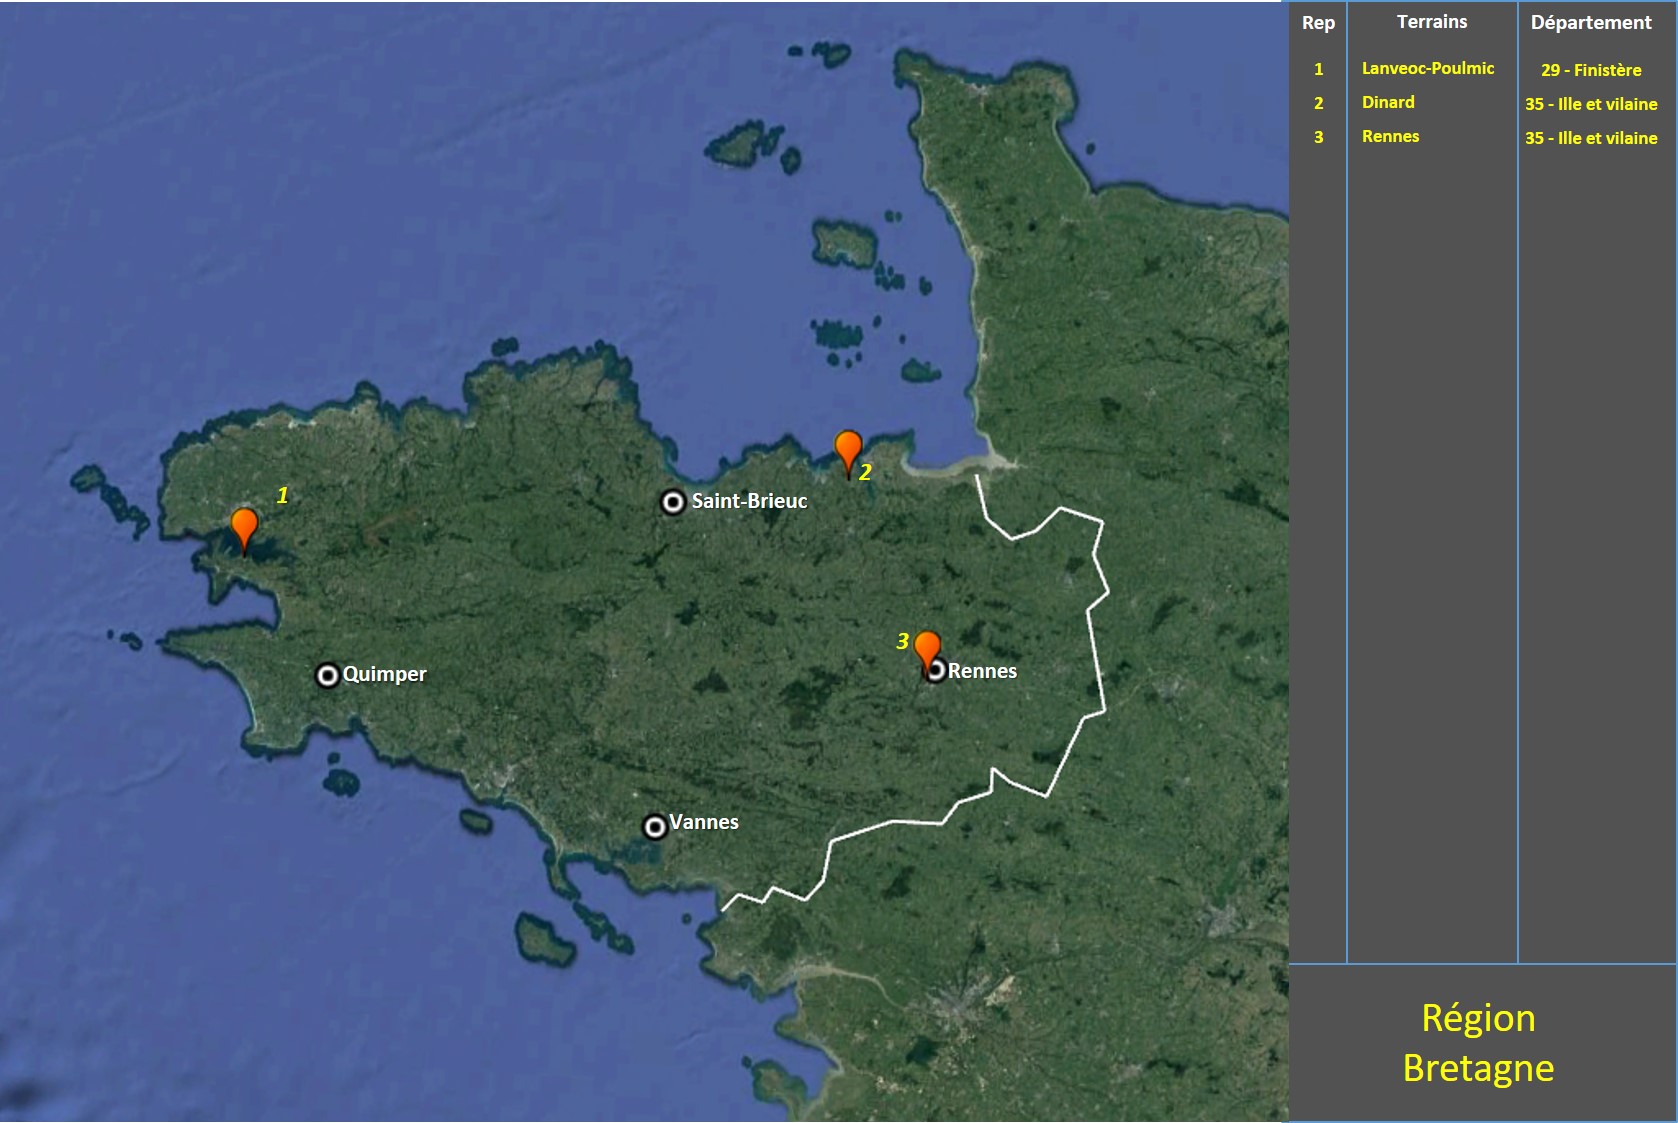 Rep Terrains Département
1 Lanveoc-Poulmic 29 - Finistère
2 Dinard 35 - Ille et vilaine
3 Rennes 35 - Ille et vilaine
1
2
Saint-Brieuc
3
Rennes
Quimper
Vannes
Région
Bretagne